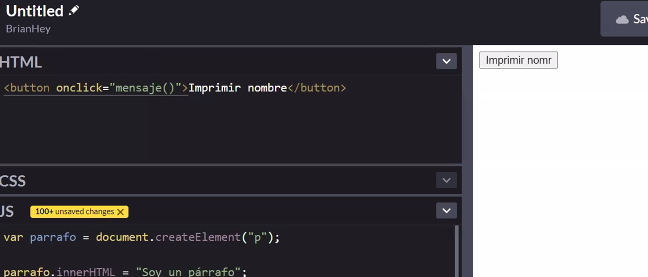 Untitled
BrianHey
Sav
HTML
<button onclick="mensaje()">Imprimir nombre</button>
Imprimir nomr
CSS
JS 100+ unsaved changes X
var parrafo = document.createElement("p");
parrafo.innerHTML = "Soy un párrafo";